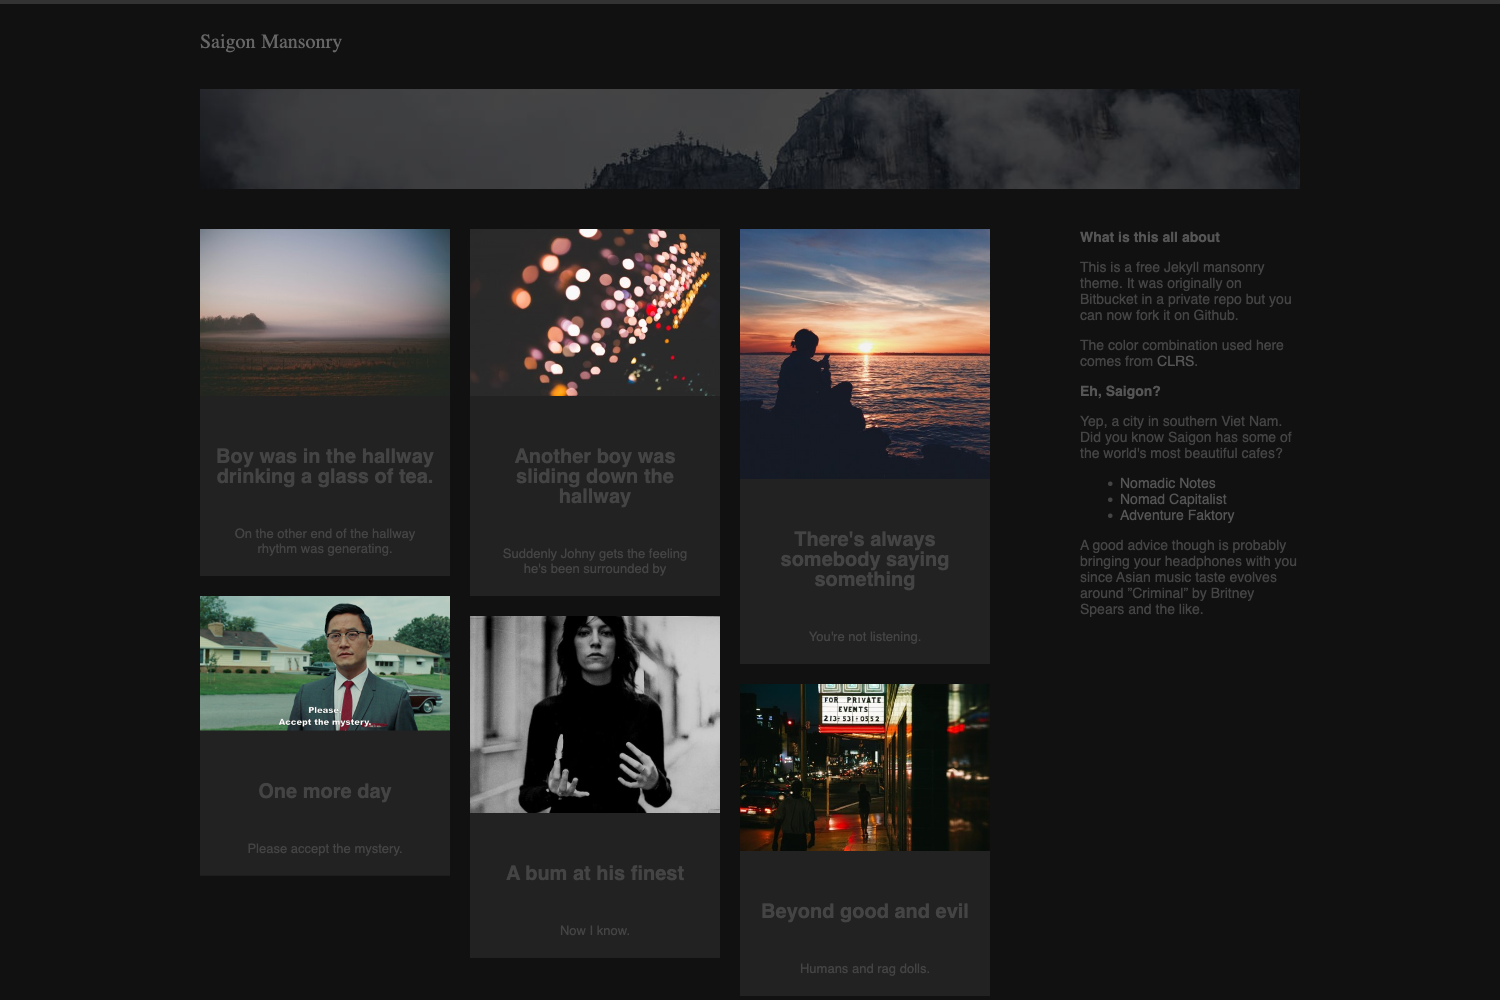 Saigon Mansonry
Boy was in the hallway
drinking a glass of tea.
On the other end of the hallway
rhythm was generating.
Please.
Accept the mystery.
One more day
Please accept the mystery.
Another boy was
sliding down the
hallway
Suddenly Johny gets the feeling
he's been surrounded by
A bum at his finest
Now I know.
There's always
somebody saying
something
You're not listening.
FOR PRIVATE
EVENTS
213-531-0552
Beyond good and evil
Humans and rag dolls.
What is this all about
This is a free Jekyll mansonry
theme. It was originally on
Bitbucket in a private repo but you
can now fork it on Github.
The color combination used here
comes from CLRS.
Eh, Saigon?
Yep, a city in southern Viet Nam.
Did you know Saigon has some of
the world's most beautiful cafes?
Nomadic Notes
Nomad Capitalist
Adventure Faktory
A good advice though is probably
bringing your headphones with you
since Asian music taste evolves
around "Criminal" by Britney
Spears and the like.